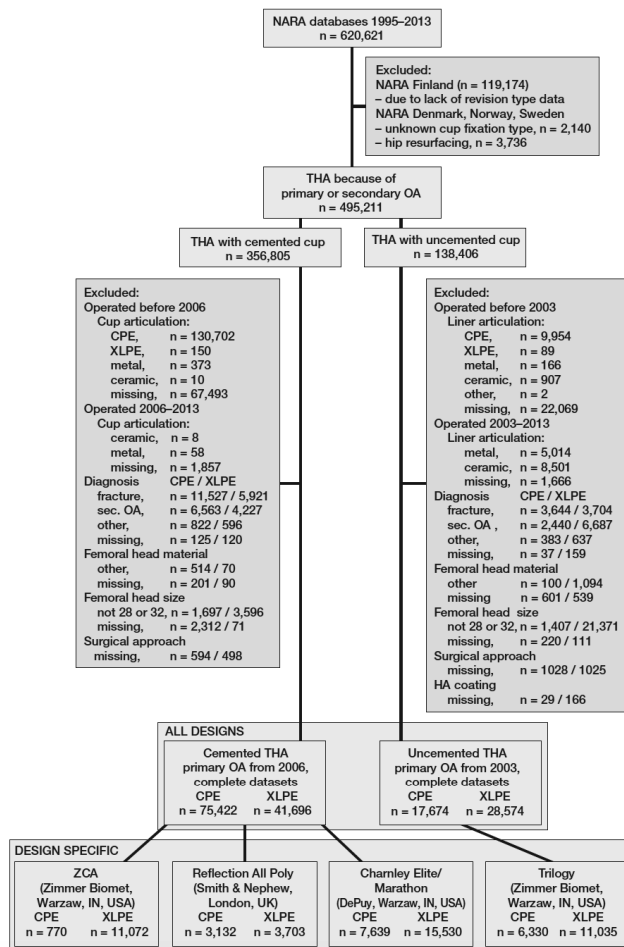 NARA databases 1995–2013
n = 620,621
Excluded:
NARA Finland (n = 119,174)
– due to lack of revision type data
NARA Denmark, Norway, Sweden
– unknown cup fixation type, n = 2,140
– hip resurfacing, n = 3,736
THA because of
primary or secondary OA
n = 495,211
THA with cemented cup
n = 356,805
THA with uncemented cup
n = 138,406
Excluded:
Operated before 2006
Cup articulation:
CPE, n = 130,702
XLPE, n = 150
metal, n = 373
ceramic, n = 10
missing, n = 67,493
Operated 2006–2013
Cup articulation:
ceramic, n = 8
metal, n = 58
missing, n = 1,857
Diagnosis CPE / XLPE
fracture, n = 11,527 / 5,921
sec. OA, n = 6,563 / 4,227
other, n = 822 / 596
missing, n = 125 / 120
Femoral head material
other, n = 514 / 70
missing, n = 201 / 90
Femoral head size
not 28 or 32, n = 1,697 / 3,596
missing, n = 2,312 / 71
Surgical approach
missing, n = 594 / 498
Excluded:
Operated before 2003
Liner articulation:
CPE, n = 9,954
XLPE, n = 89
metal, n = 166
ceramic, n = 907
other, n = 2
missing, n = 22,069
Operated 2003–2013
Liner articulation:
metal, n = 5,014
ceramic, n = 8,501
missing, n = 1,666
Diagnosis CPE / XLPE
fracture, n = 3,644 / 3,704
sec. OA , n = 2,440 / 6,687
other, n = 383 / 637
missing, n = 37 / 159
Femoral head material
other n = 100 / 1,094
missing n = 601 / 539
Femoral head size
not 28 or 32, n = 1,407 / 21,371
missing, n = 220 / 111
Surgical approach
missing, n = 1028 / 1025
HA coating
missing, n = 29 / 166
ALL DESIGNS
Cemented THA
primary OA from 2006,
complete datasets
CPE XLPE
n = 75,422 n = 41,696
Uncemented THA
primary OA from 2003,
complete datasets
CPE XLPE
n = 17,674 n = 28,574
DESIGN SPECIFIC
ZCA
(Zimmer Biomet,
Warzaw, IN, USA)
CPE XLPE
n = 770 n = 11,072
Reflection All Poly
(Smith & Nephew,
London, UK)
CPE XLPE
n = 3,132 n = 3,703
Charnley Elite/
Marathon
(DePuy, Warzaw, IN, USA)
CPE XLPE
n = 7,639 n = 15,530
Trilogy
(Zimmer Biomet,
Warzaw, IN, USA)
CPE XLPE
n = 6,330 n = 11,035